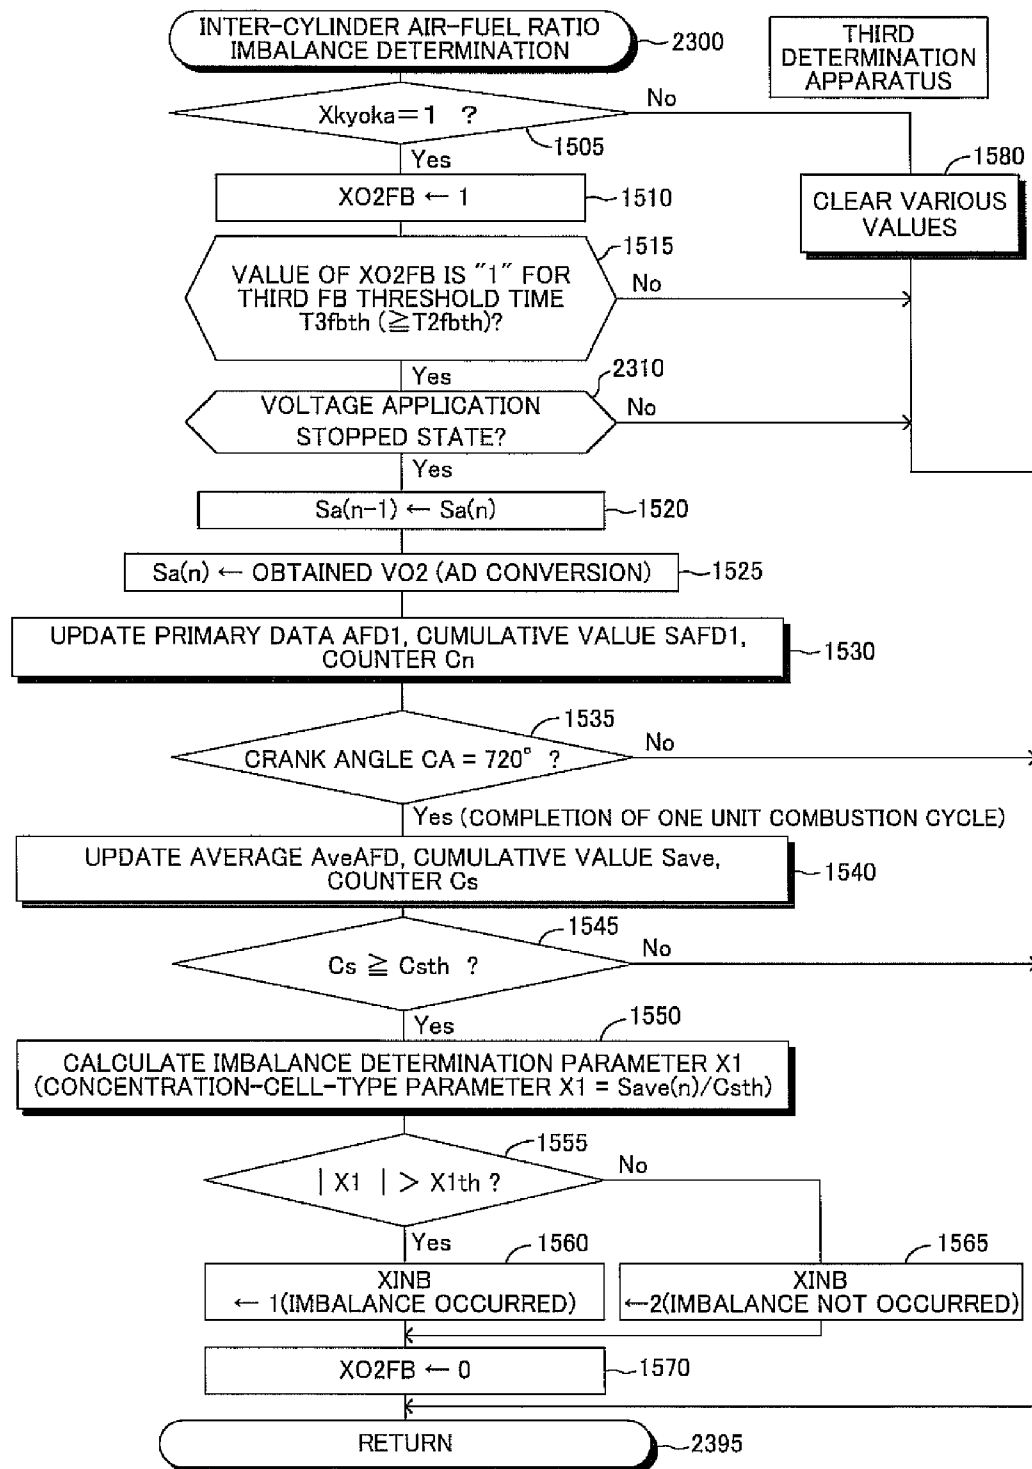 INTER-CYLINDER AIR-FUEL RATIO
IMBALANCE DETERMINATION
2300
THIRD
DETERMINATION
APPARATUS
Xkyoka=1 ?
No
1505
Yes
1580
CLEAR VARIOUS
VALUES
XO2FB ← 1
1510
1515
VALUE OF XO2FB IS "1" FOR
THIRD FB THRESHOLD TIME
T3fbth (≧T2fbth)?
No
Yes
2310
VOLTAGE APPLICATION
STOPPED STATE?
No
Yes
Sa(n-1) ← Sa(n)
1520
Sa(n) ← OBTAINED VO2 (AD CONVERSION)
1525
UPDATE PRIMARY DATA AFD1, CUMULATIVE VALUE SAFD1,
COUNTER Cn
1530
1535
CRANK ANGLE CA = 720° ?
No
Yes (COMPLETION OF ONE UNIT COMBUSTION CYCLE)
UPDATE AVERAGE AveAFD, CUMULATIVE VALUE Save,
COUNTER Cs
1540
1545
Cs ≧ Csth ?
No
Yes
1550
CALCULATE IMBALANCE DETERMINATION PARAMETER X1
(CONCENTRATION-CELL-TYPE PARAMETER X1 = Save(n)/Csth)
1555
| X1 | > X1th ?
No
Yes
1560
XINB
← 1(IMBALANCE OCCURRED)
1565
XINB
←2(IMBALANCE NOT OCCURRED)
XO2FB ← 0
1570
RETURN
2395